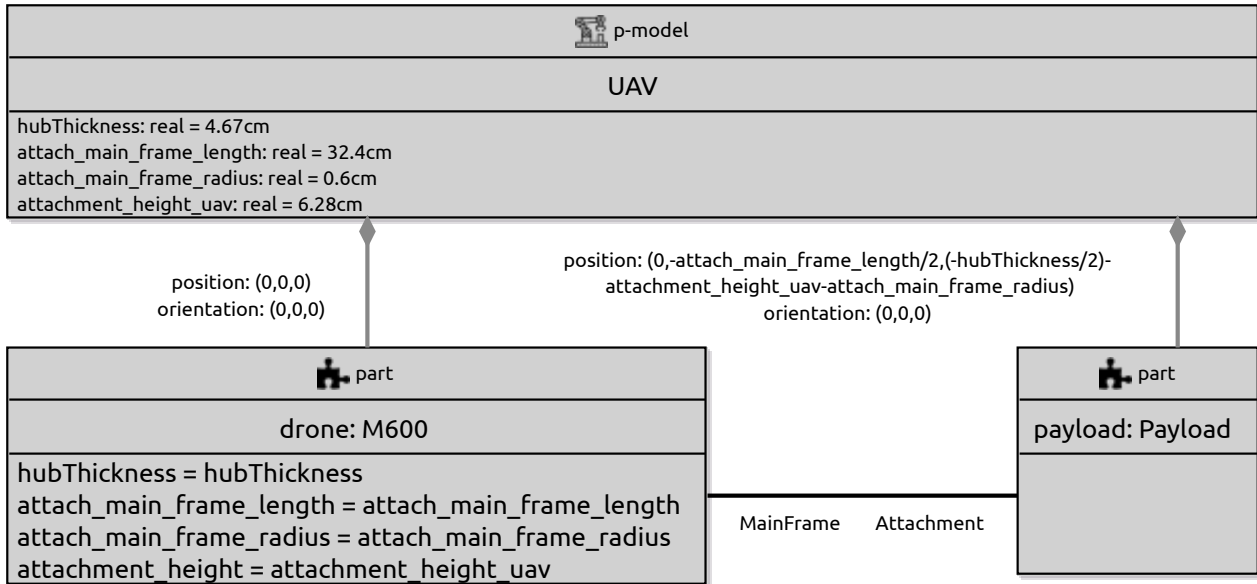 p-model
UAV
hubThickness: real = 4.67cm
attach_main_frame_length: real = 32.4cm
attach_main_frame_radius: real = 0.6cm
attachment_height_uav: real = 6.28cm
position: (0,0,0)
orientation: (0,0,0)
position: (0,-attach_main_frame_length/2,(-hubThickness/2)-
attachment_height_uav-attach_main_frame_radius)
orientation: (0,0,0)
part
drone: M600
hubThickness = hubThickness
attach_main_frame_length = attach_main_frame_length
attach_main_frame_radius = attach_main_frame_radius
attachment_height = attachment_height_uav
MainFrame
Attachment
part
payload: Payload